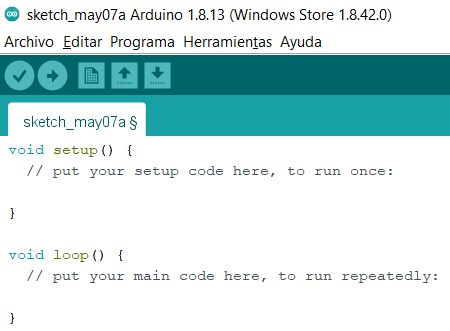 sketch_may07a Arduino 1.8.13 (Windows Store 1.8.42.0)
Archivo Editar Programa Herramientas Ayuda
sketch_may07a §
void setup() {
  // put your setup code here, to run once:
}
void loop() {
  // put your main code here, to run repeatedly:
}